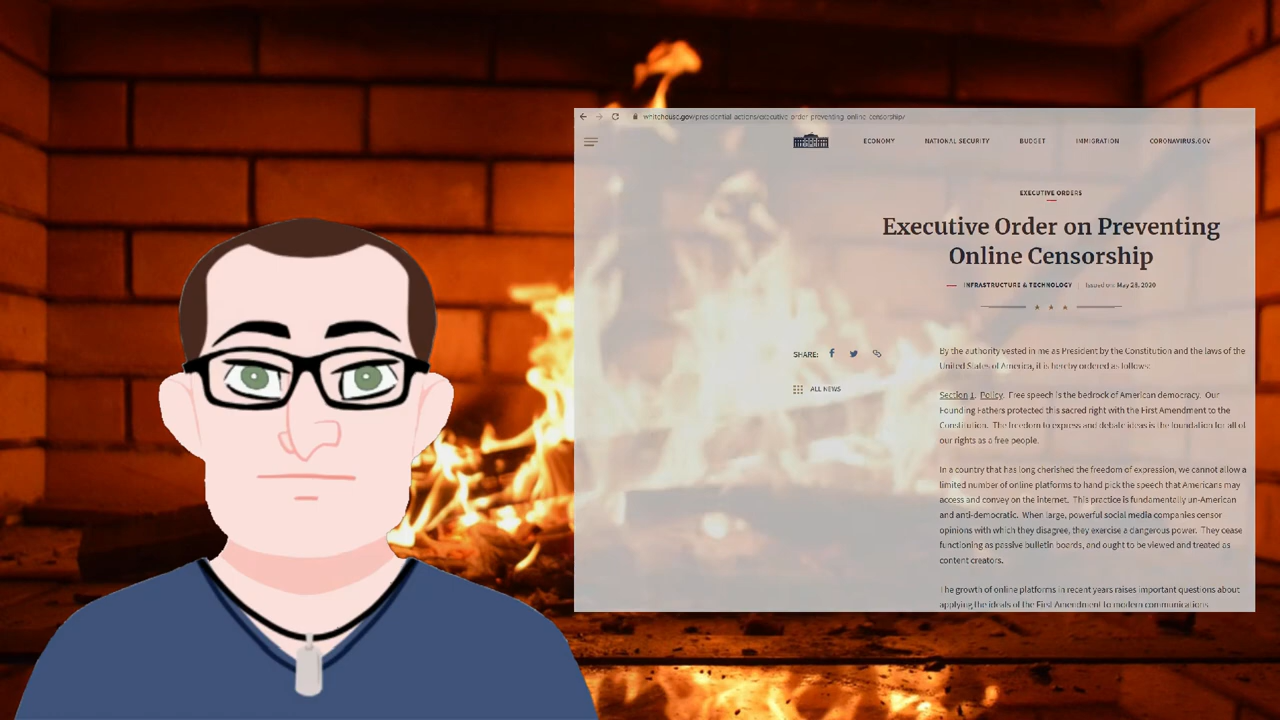 whitehouse.gov/presidential-actions/executive-order-preventing-online-censorship/
ECONOMY NATIONAL SECURITY BUDGET IMMIGRATION CORONAVIRUS.GOV
EXECUTIVE ORDERS
Executive Order on Preventing
Online Censorship
INFRASTRUCTURE & TECHNOLOGY Issued on: May 28, 2020
SHARE:
ALL NEWS
By the authority vested in me as President by the Constitution and the laws of the
United States of America, it is hereby ordered as follows:
Section 1. Policy. Free speech is the bedrock of American democracy. Our
Founding Fathers protected this sacred right with the First Amendment to the
Constitution. The freedom to express and debate ideas is the foundation for all of
our rights as a free people.
In a country that has long cherished the freedom of expression, we cannot allow a
limited number of online platforms to hand pick the speech that Americans may
access and convey on the internet. This practice is fundamentally un-American
and anti-democratic. When large, powerful social media companies censor
opinions with which they disagree, they exercise a dangerous power. They cease
functioning as passive bulletin boards, and ought to be viewed and treated as
content creators.
The growth of online platforms in recent years raises important questions about
applying the ideals of the First Amendment to modern communications